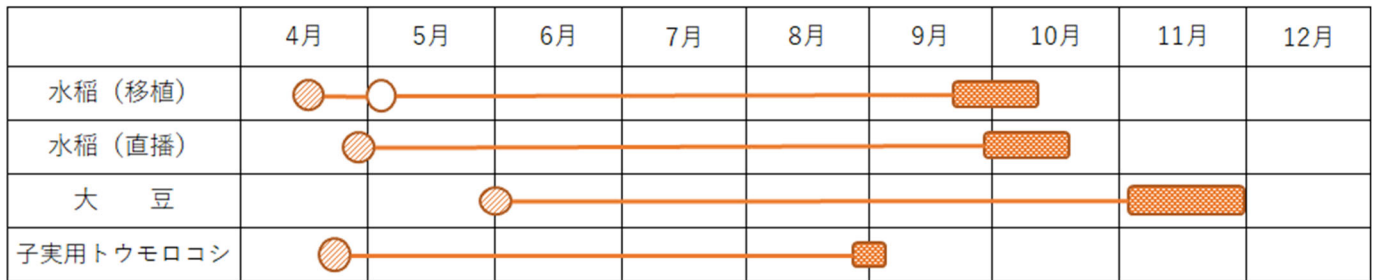 4月 5月 6月 7月 8月 9月 10月 11月 12月
水稲（移植）
水稲（直播）
大　豆
子実用トウモロコシ